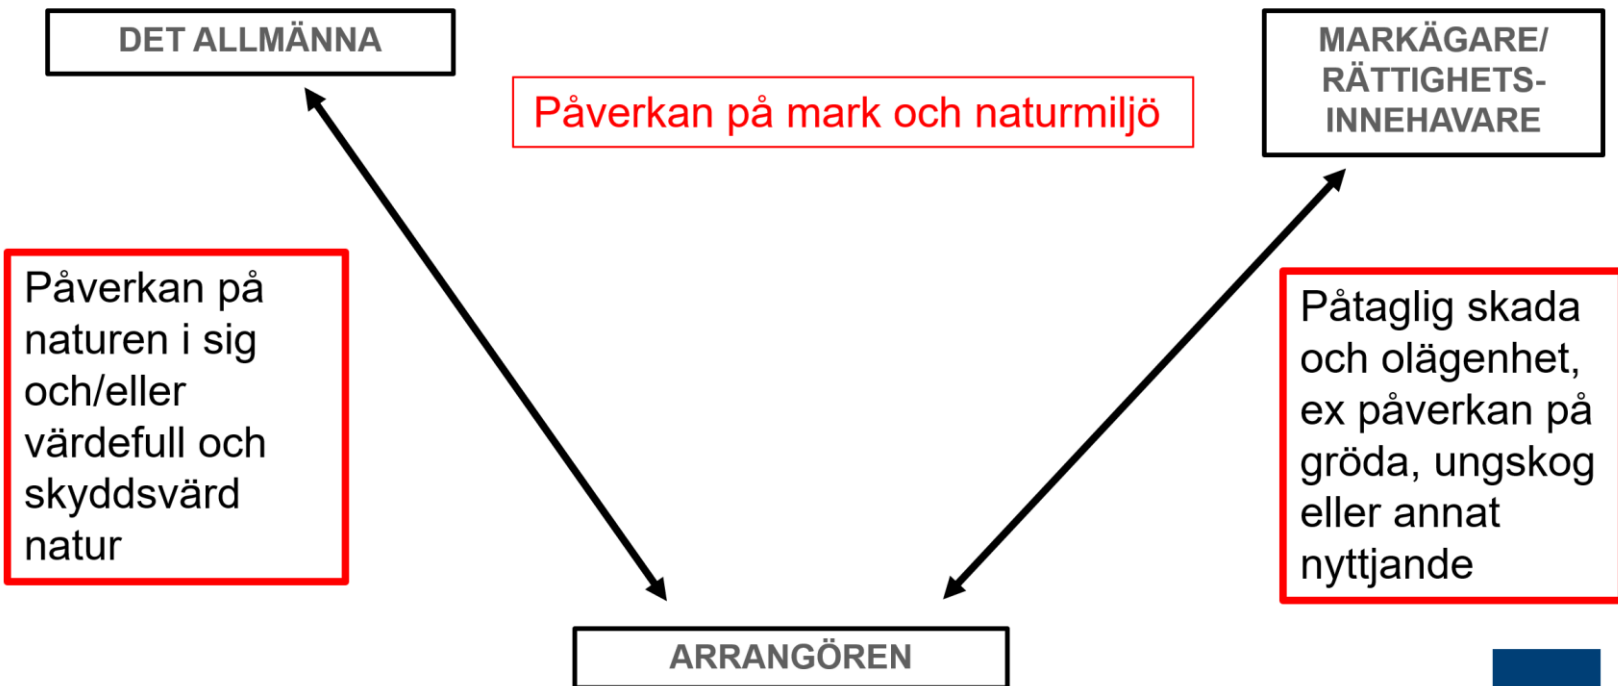 DET ALLMÄNNA
MARKÄGARE/
RÄTTIGHETS-
INNEHAVARE
Påverkan på mark och naturmiljö
Påverkan på
naturen i sig
och/eller
värdefull och
skyddsvärd
natur
Påtaglig skada
och olägenhet,
ex påverkan på
gröda, ungskog
eller annat
nyttjande
ARRANGÖREN